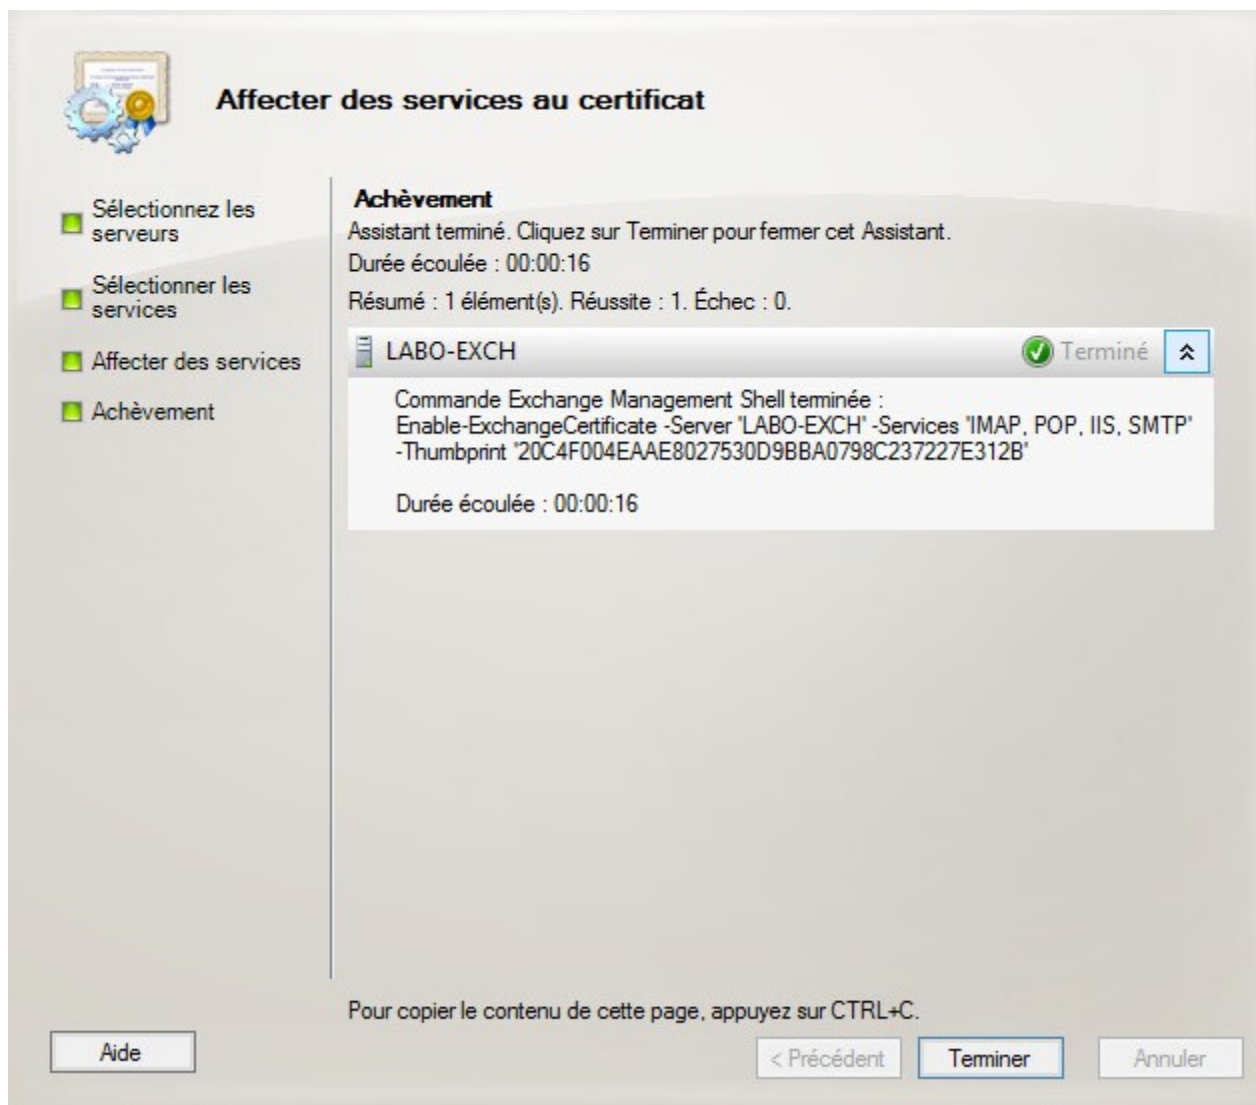 Affecter des services au certificat
Sélectionnez les
serveurs
Sélectionner les
services
Affecter des services
Achèvement
Achèvement
Assistant terminé. Cliquez sur Terminer pour fermer cet Assistant.
Durée écoulée : 00:00:16
Résumé : 1 élément(s). Réussite : 1. Échec : 0.
LABO-EXCH
Terminé
Commande Exchange Management Shell terminée :
Enable-ExchangeCertificate -Server 'LABO-EXCH' -Services 'IMAP, POP, IIS, SMTP'
-Thumbprint '20C4F004EAAE8027530D9BBA0798C237227E312B'
Durée écoulée : 00:00:16
Pour copier le contenu de cette page, appuyez sur CTRL+C.
Aide
< Précédent
Terminer
Annuler